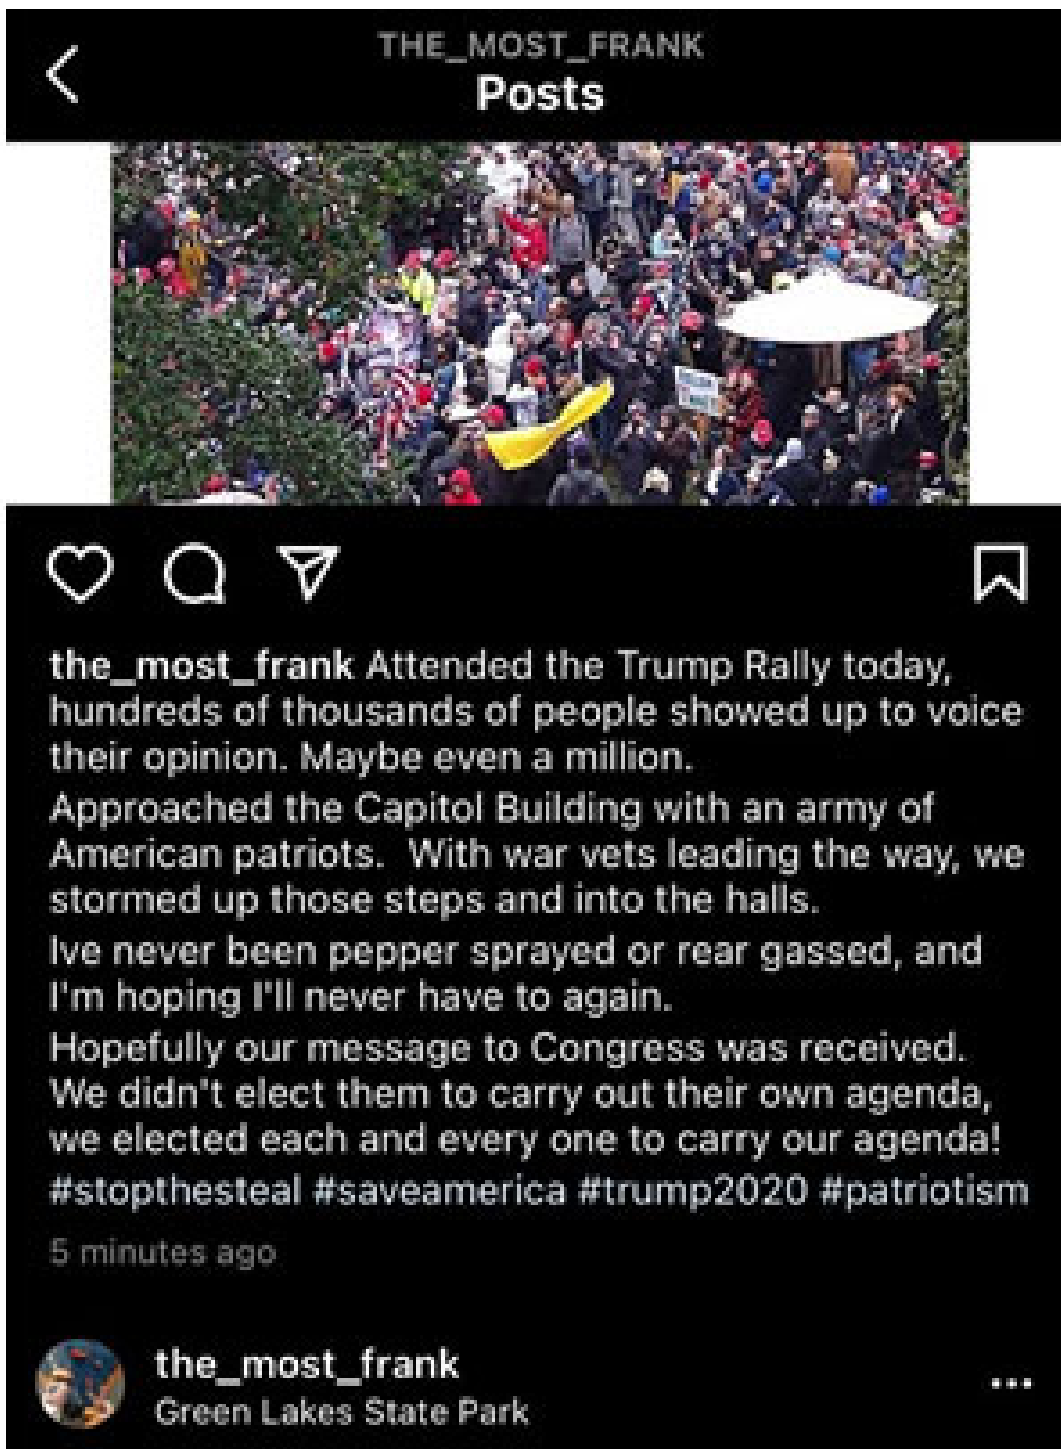 THE_MOST_FRANK
Posts
the_most_frank Attended the Trump Rally today,
hundreds of thousands of people showed up to voice
their opinion. Maybe even a million.
Approached the Capitol Building with an army of
American patriots.  With war vets leading the way, we
stormed up those steps and into the halls.
Ive never been pepper sprayed or rear gassed, and
I'm hoping I'll never have to again.
Hopefully our message to Congress was received.
We didn't elect them to carry out their own agenda,
we elected each and every one to carry our agenda!
#stopthesteal #saveamerica #trump2020 #patriotism
5 minutes ago
the_most_frank
Green Lakes State Park